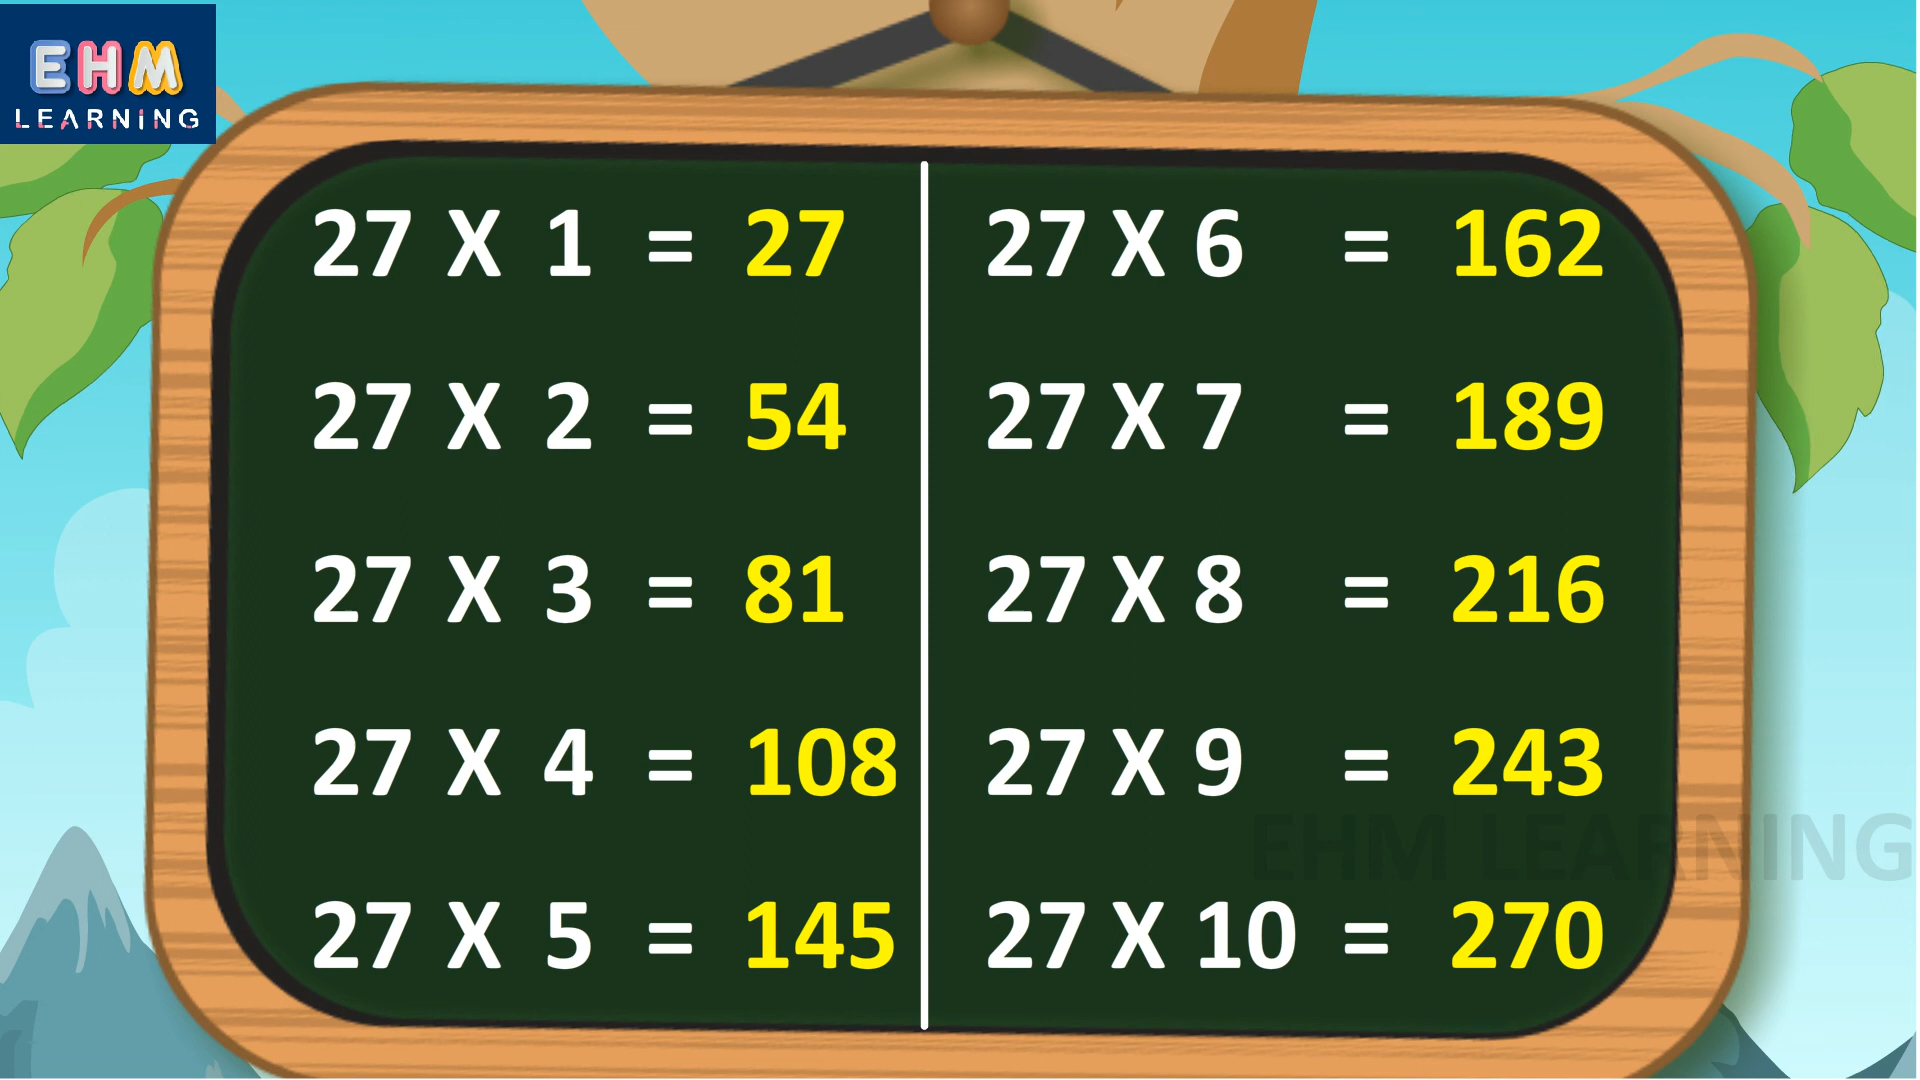 EHM
LEARNING
27 X 1 = 27
27 X 2 = 54
27 X 3 = 81
27 X 4 = 108
27 X 5 = 145
27 X 6 = 162
27 X 7 = 189
27 X 8 = 216
27 X 9 = 243
27 X 10 = 270
EHM LEARNING